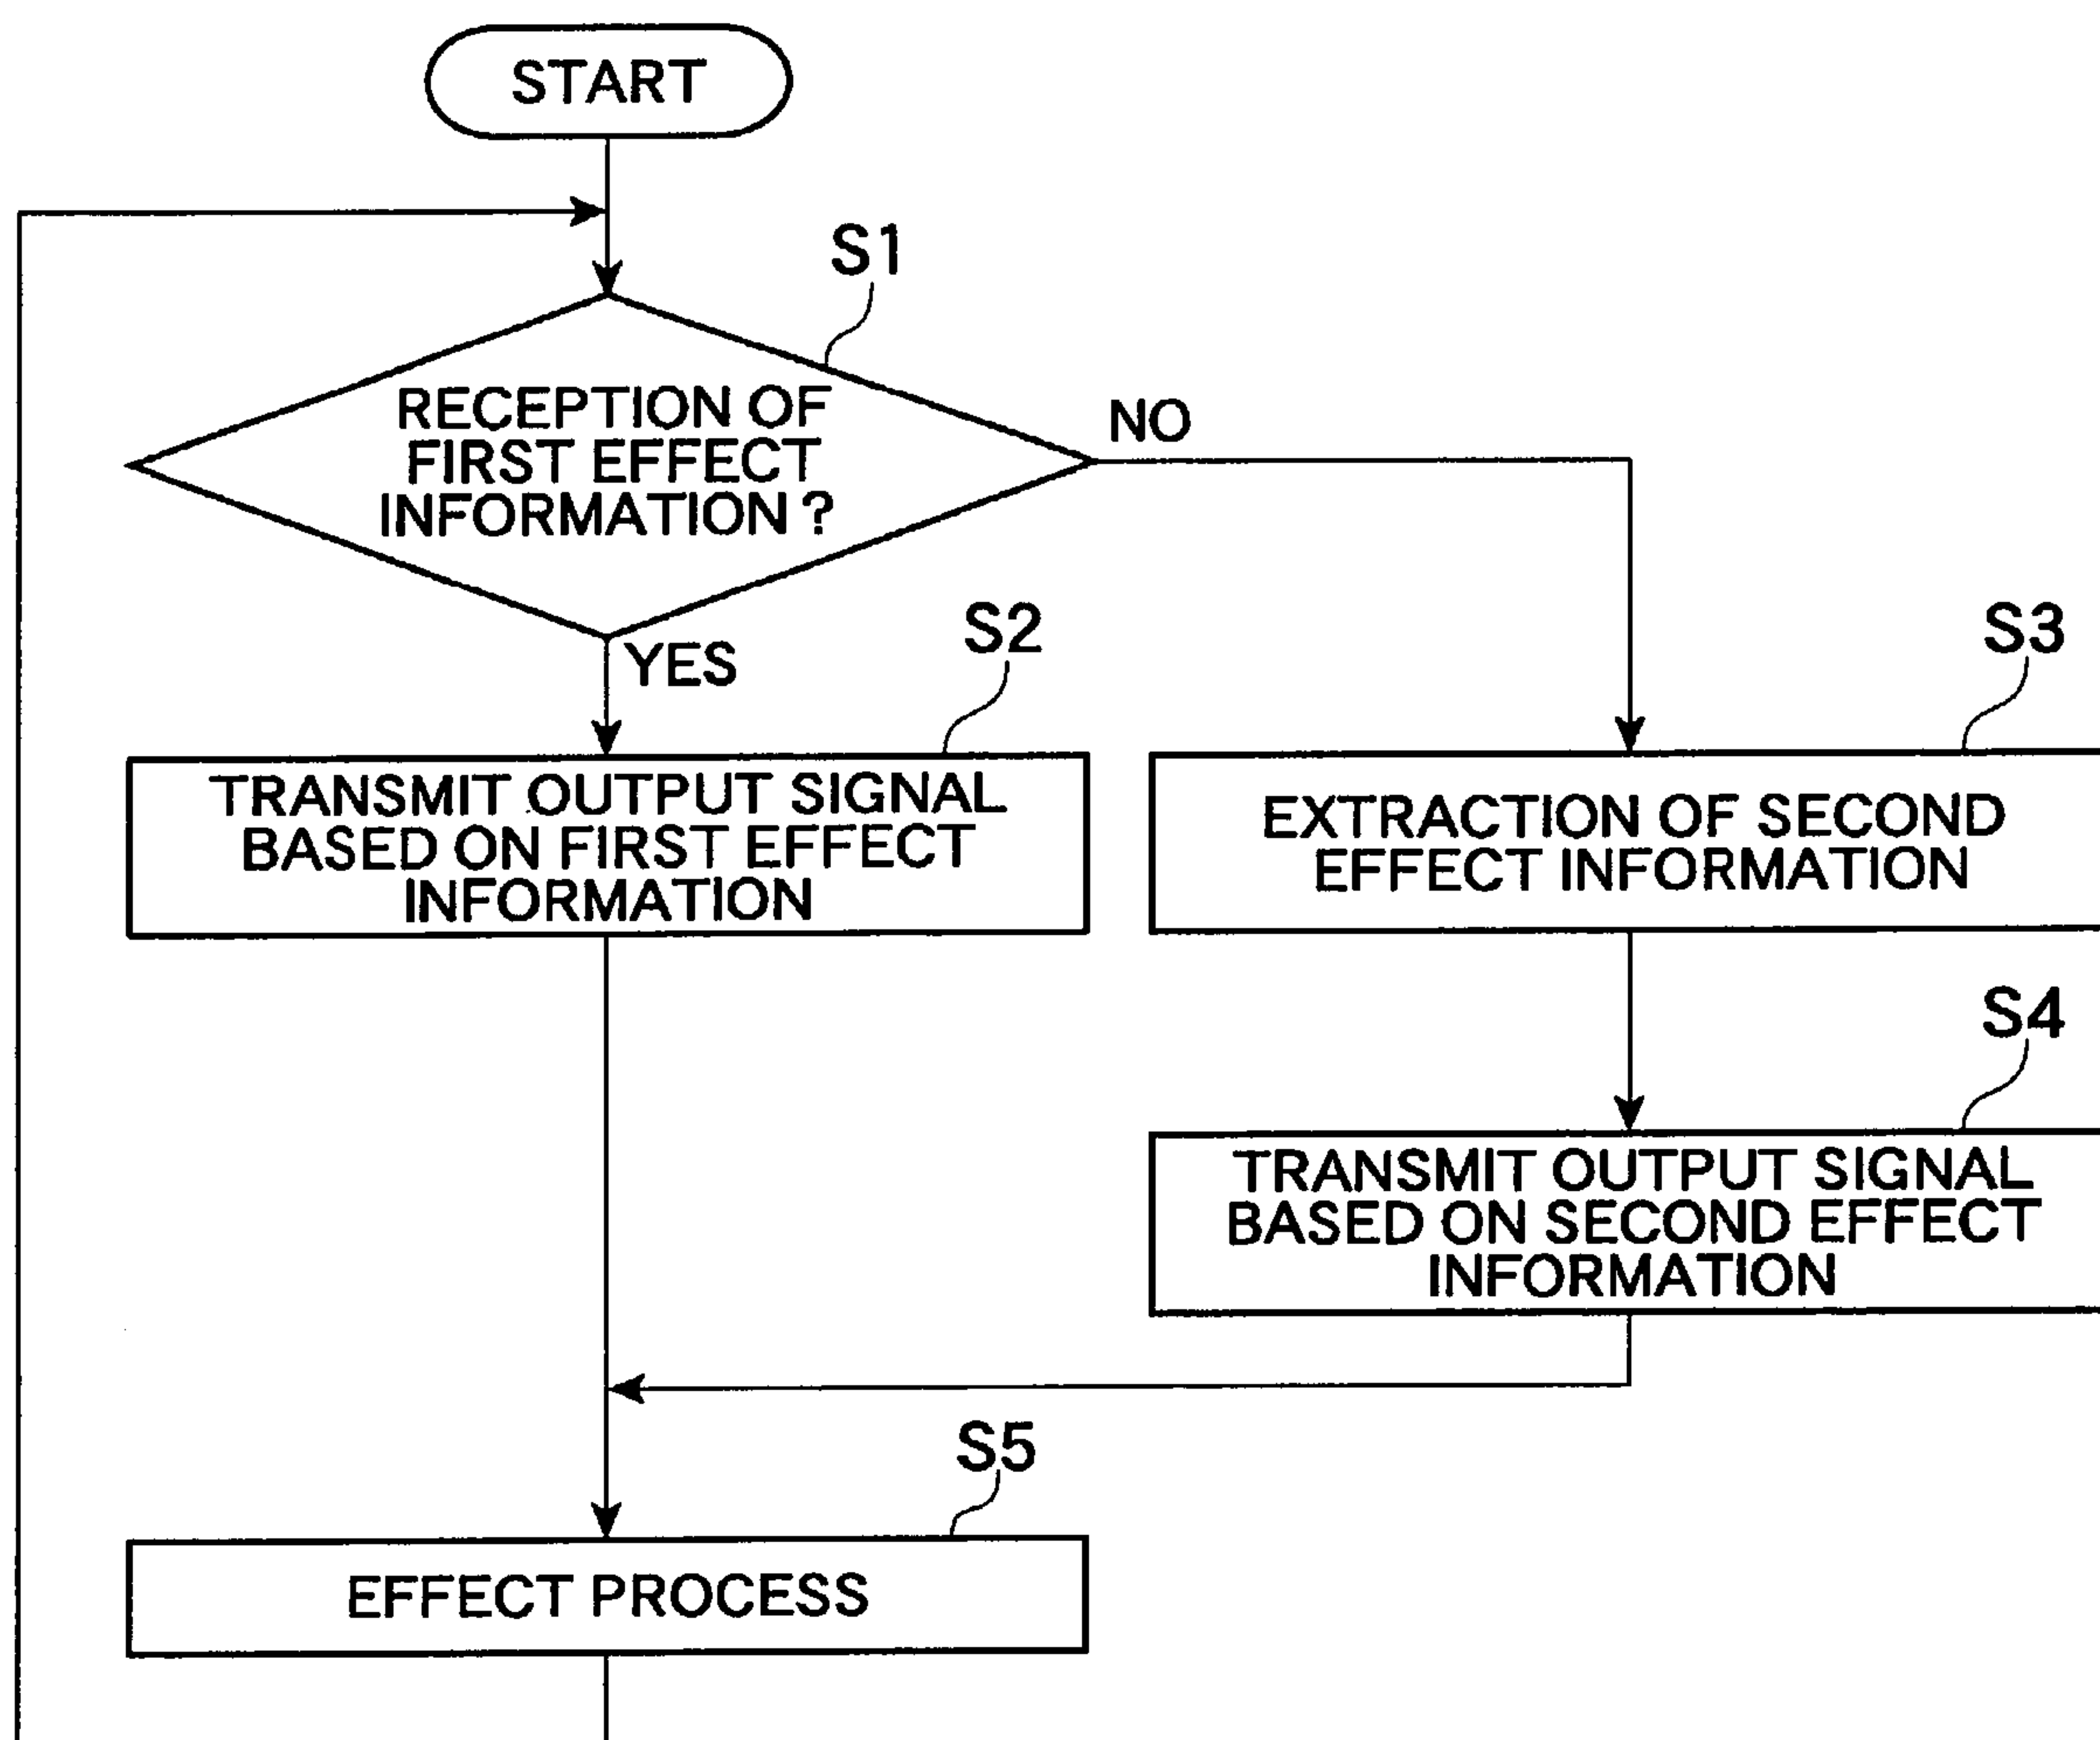 START
S1
RECEPTION OF
FIRST EFFECT
INFORMATION ?
NO
YES
S2
TRANSMIT OUTPUT SIGNAL
BASED ON FIRST EFFECT
INFORMATION
S3
EXTRACTION OF SECOND
EFFECT INFORMATION
S4
TRANSMIT OUTPUT SIGNAL
BASED ON SECOND EFFECT
INFORMATION
S5
EFFECT PROCESS